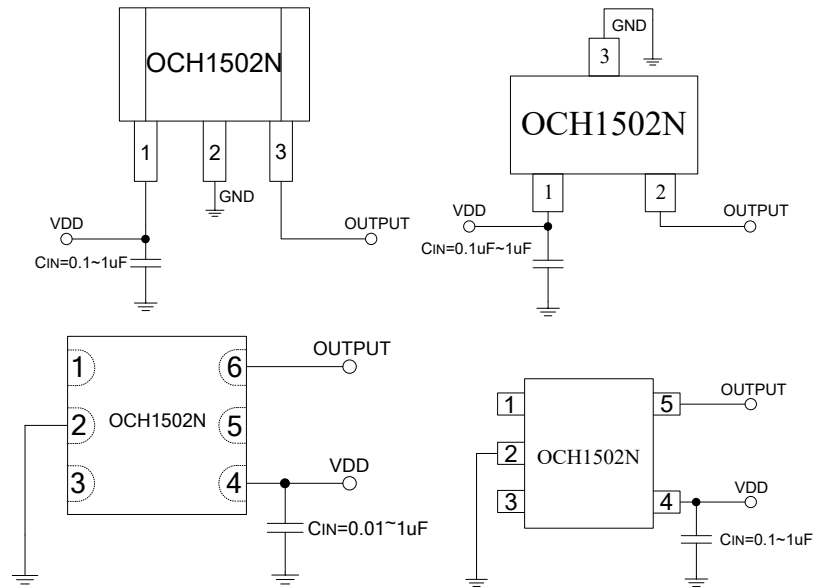 OCH1502N
1
2
3
GND
VDD
OUTPUT
CIN=0.1~1uF
GND
3
OCH1502N
1
2
VDD
OUTPUT
CIN=0.1uF~1uF
1
6
OUTPUT
2
OCH1502N
5
3
4
VDD
CIN=0.01~1uF
1
5
OUTPUT
2
OCH1502N
3
4
VDD
CIN=0.1~1uF